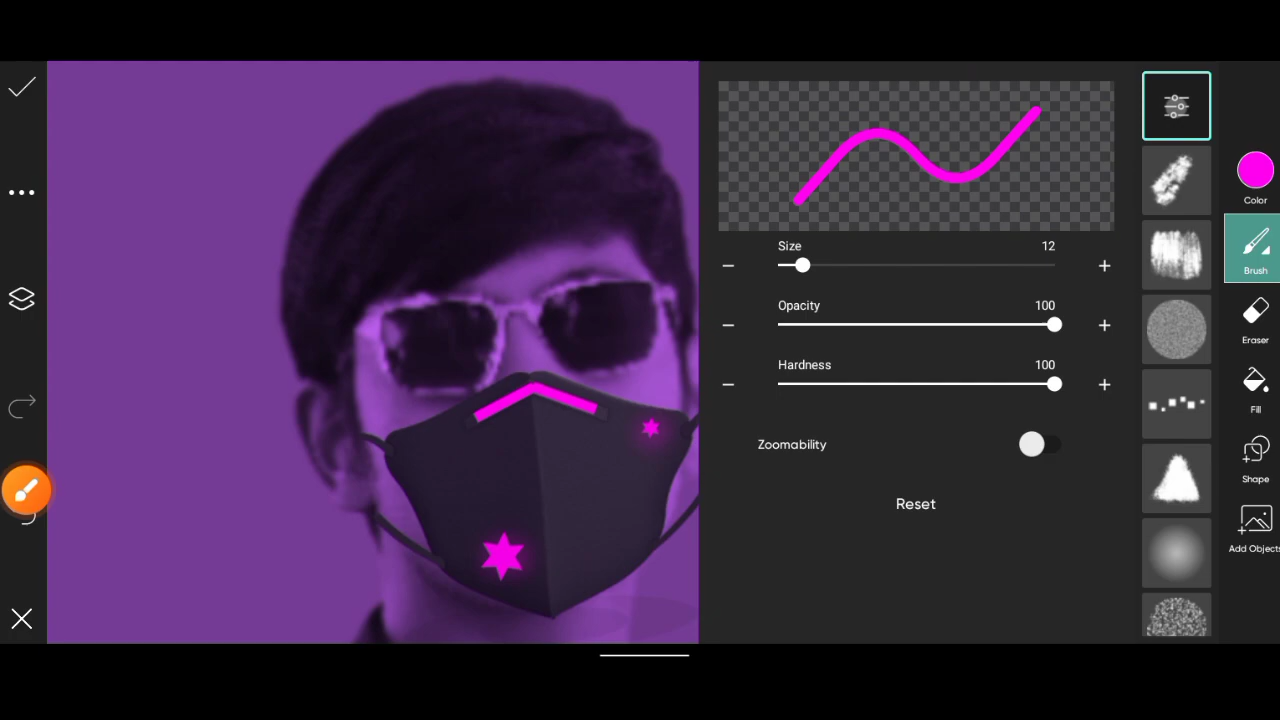 Size 12
Opacity 100
Hardness 100
Zoomability
Reset
Color
Brush
Eraser
Fill
Shape
Add Objects